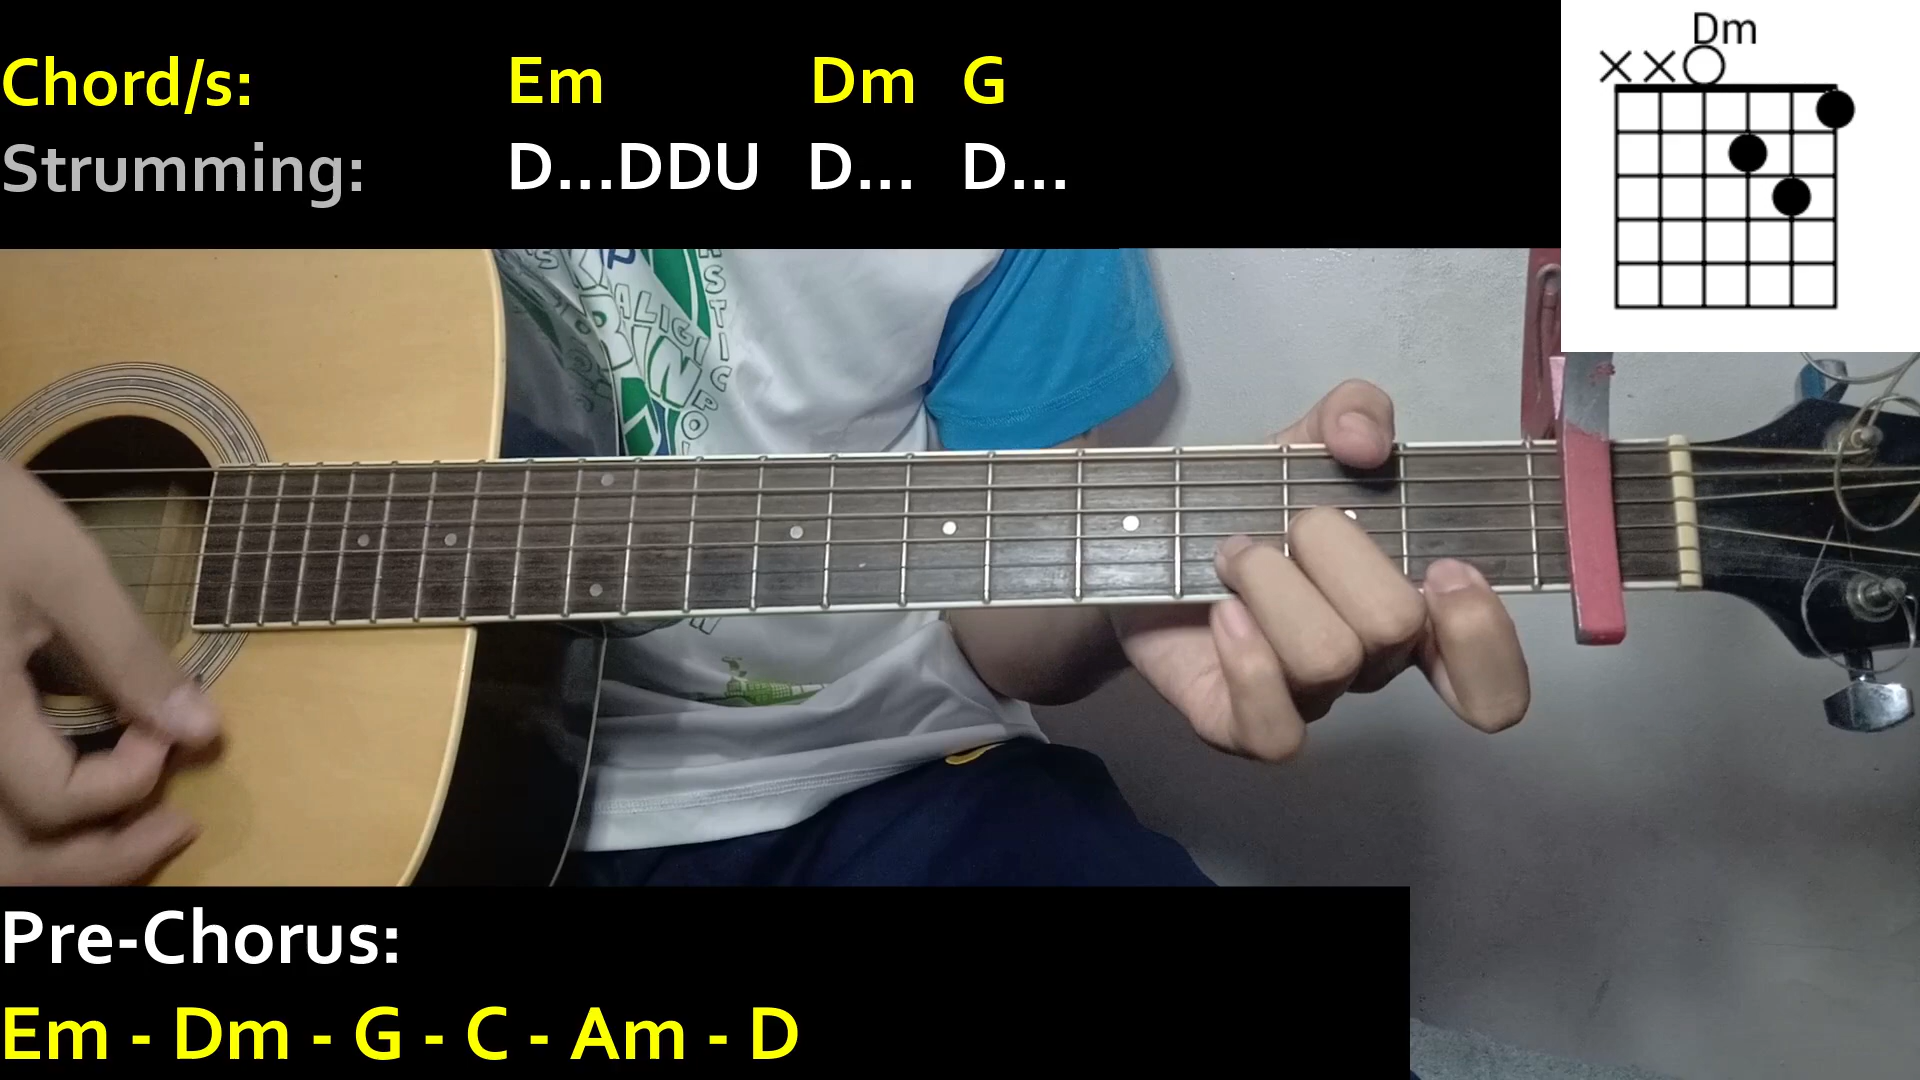 Chord/s: Em Dm G
Strumming: D...DDU D... D...
Dm
Pre-Chorus:
Em - Dm - G - C - Am - D